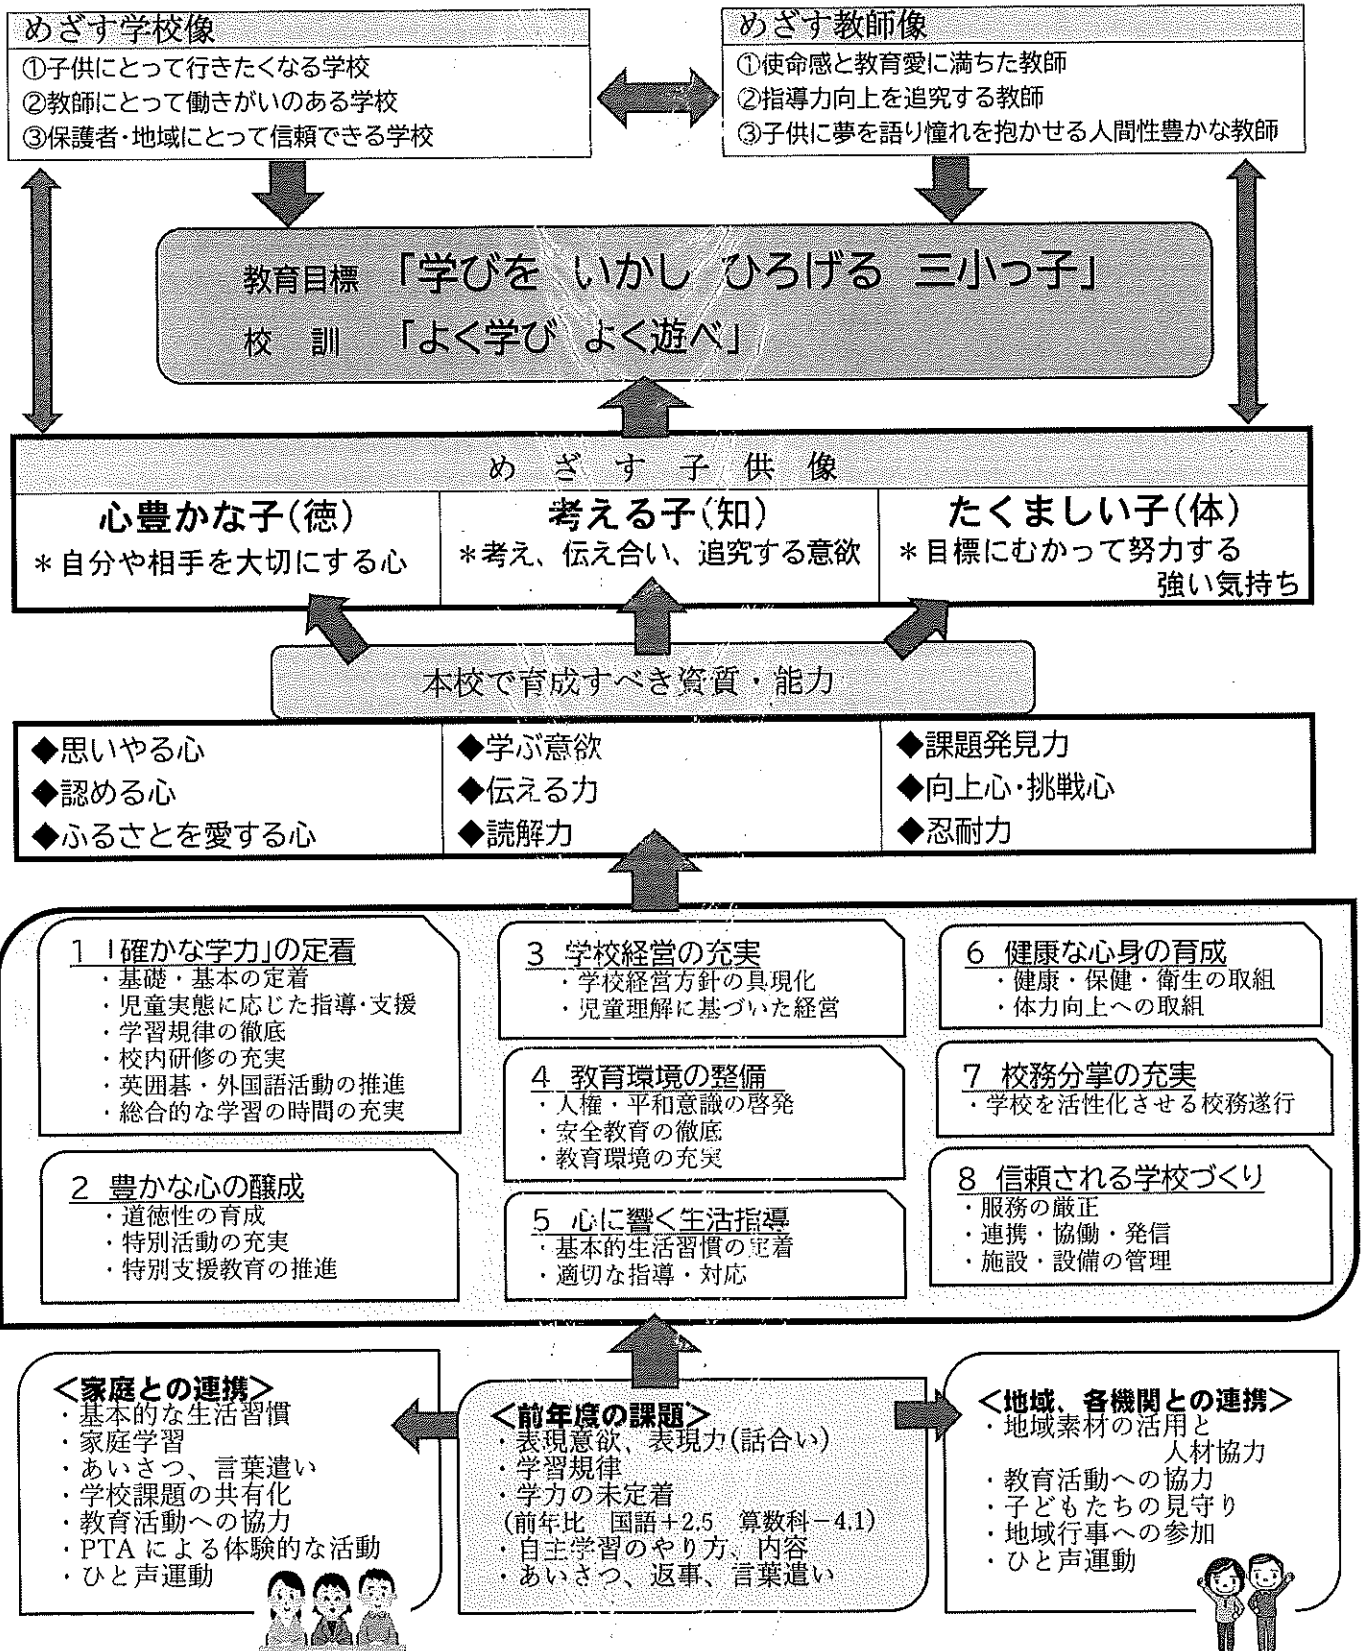 めざす学校像
①子供にとって行きたくなる学校
②教師にとって働きがいのある学校
③保護者・地域にとって信頼できる学校
めざす教師像
①使命感と教育愛に満ちた教師
②指導力向上を追究する教師
③子供に夢を語り憧れを抱かせる人間性豊かな教師
教育目標 「学びを いかし ひろげる 三小っ子」
校 訓 「よく学び よく遊べ」
めざす子供像
心豊かな子(徳)
＊自分や相手を大切にする心
考える子(知)
＊考え、伝え合い、追究する意欲
たくましい子(体)
＊目標にむかって努力する
強い気持ち
本校で育成すべき資質・能力
◆思いやる心
◆認める心
◆ふるさとを愛する心
◆学ぶ意欲
◆伝える力
◆読解力
◆課題発見力
◆向上心・挑戦心
◆忍耐力
1 「確かな学力」の定着
・基礎・基本の定着
・児童実態に応じた指導・支援
・学習規律の徹底
・校内研修の充実
・英囲碁・外国語活動の推進
・総合的な学習の時間の充実
2 豊かな心の醸成
・道徳性の育成
・特別活動の充実
・特別支援教育の推進
3 学校経営の充実
・学校経営方針の具現化
・児童理解に基づいた経営
4 教育環境の整備
・人権・平和意識の啓発
・安全教育の徹底
・教育環境の充実
5 心に響く生活指導
・基本的生活習慣の定着
・適切な指導・対応
6 健康な心身の育成
・健康・保健・衛生の取組
・体力向上への取組
7 校務分掌の充実
・学校を活性化させる校務遂行
8 信頼される学校づくり
・服務の厳正
・連携・協働・発信
・施設・設備の管理
＜家庭との連携＞
・基本的な生活習慣
・家庭学習
・あいさつ、言葉遣い
・学校課題の共有化
・教育活動への協力
・PTAによる体験的な活動
・ひと声運動
＜前年度の課題＞
・表現意欲、表現力(話合い)
・学習規律
・学力の未定着
(前年比 国語＋2.5 算数科－4.1)
・自主学習のやり方、内容
・あいさつ、返事、言葉遣い
＜地域、各機関との連携＞
・地域素材の活用と
人材協力
・教育活動への協力
・子どもたちの見守り
・地域行事への参加
・ひと声運動